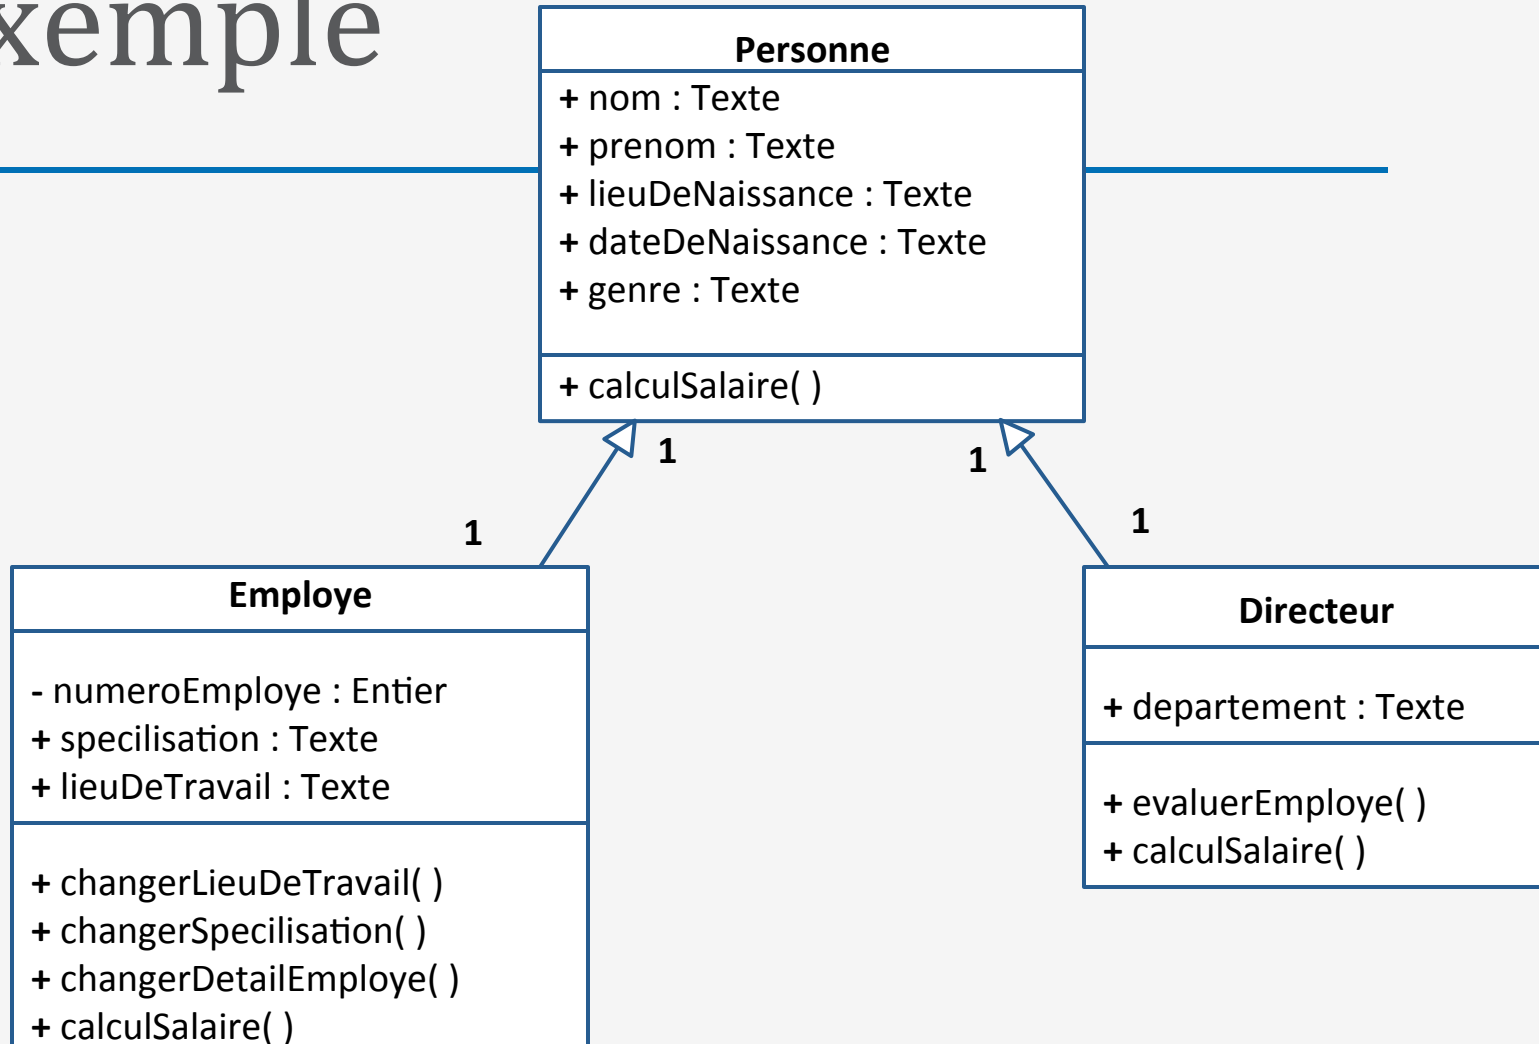 xemple
Personne
+ nom : Texte
+ prenom : Texte
+ lieuDeNaissance : Texte
+ dateDeNaissance : Texte
+ genre : Texte
+ calculSalaire( )
1
1
1
1
Employe
- numeroEmploye : Entier
+ specilisation : Texte
+ lieuDeTravail : Texte
+ changerLieuDeTravail( )
+ changerSpecilisation( )
+ changerDetailEmploye( )
+ calculSalaire( )
Directeur
+ departement : Texte
+ evaluerEmploye( )
+ calculSalaire( )